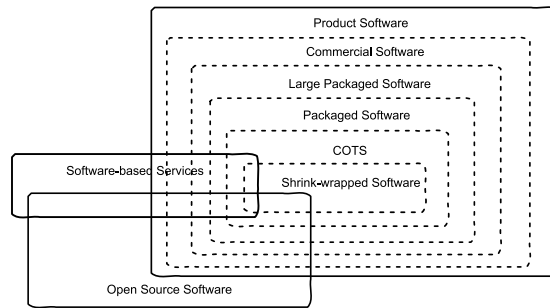 Product Software
Commercial Software
Large Packaged Software
Packaged Software
COTS
Software-based Services
Shrink-wrapped Software
Open Source Software